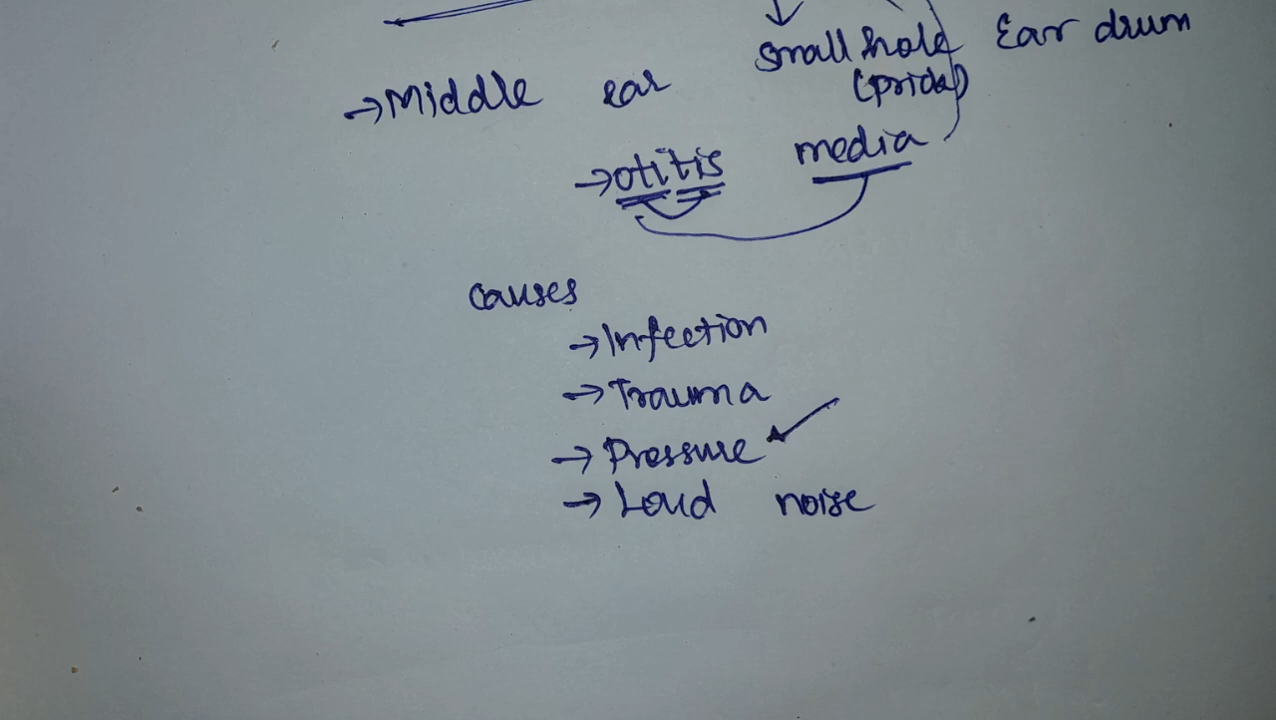 small hole Ear drum
→ Middle ear
→ otitis media
causes
→ Infection
→ Trauma
→ Pressure
→ Loud noise